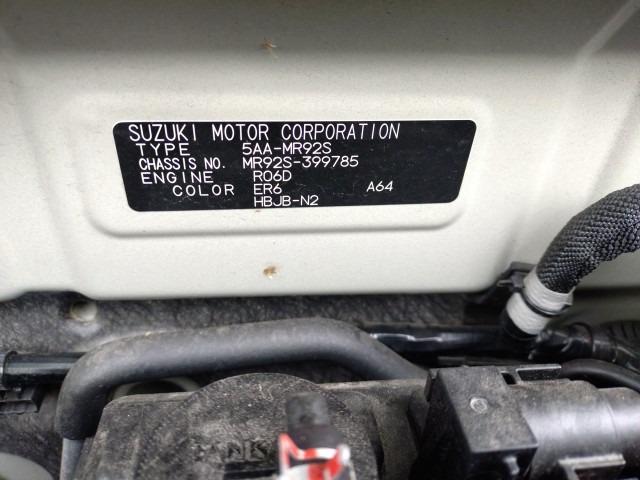 SUZUKI MOTOR CORPORATION
TYPE 5AA-MR92S
CHASSIS NO. MR92S-399785
ENGINE R06D
COLOR ER6 A64
HBJB-N2